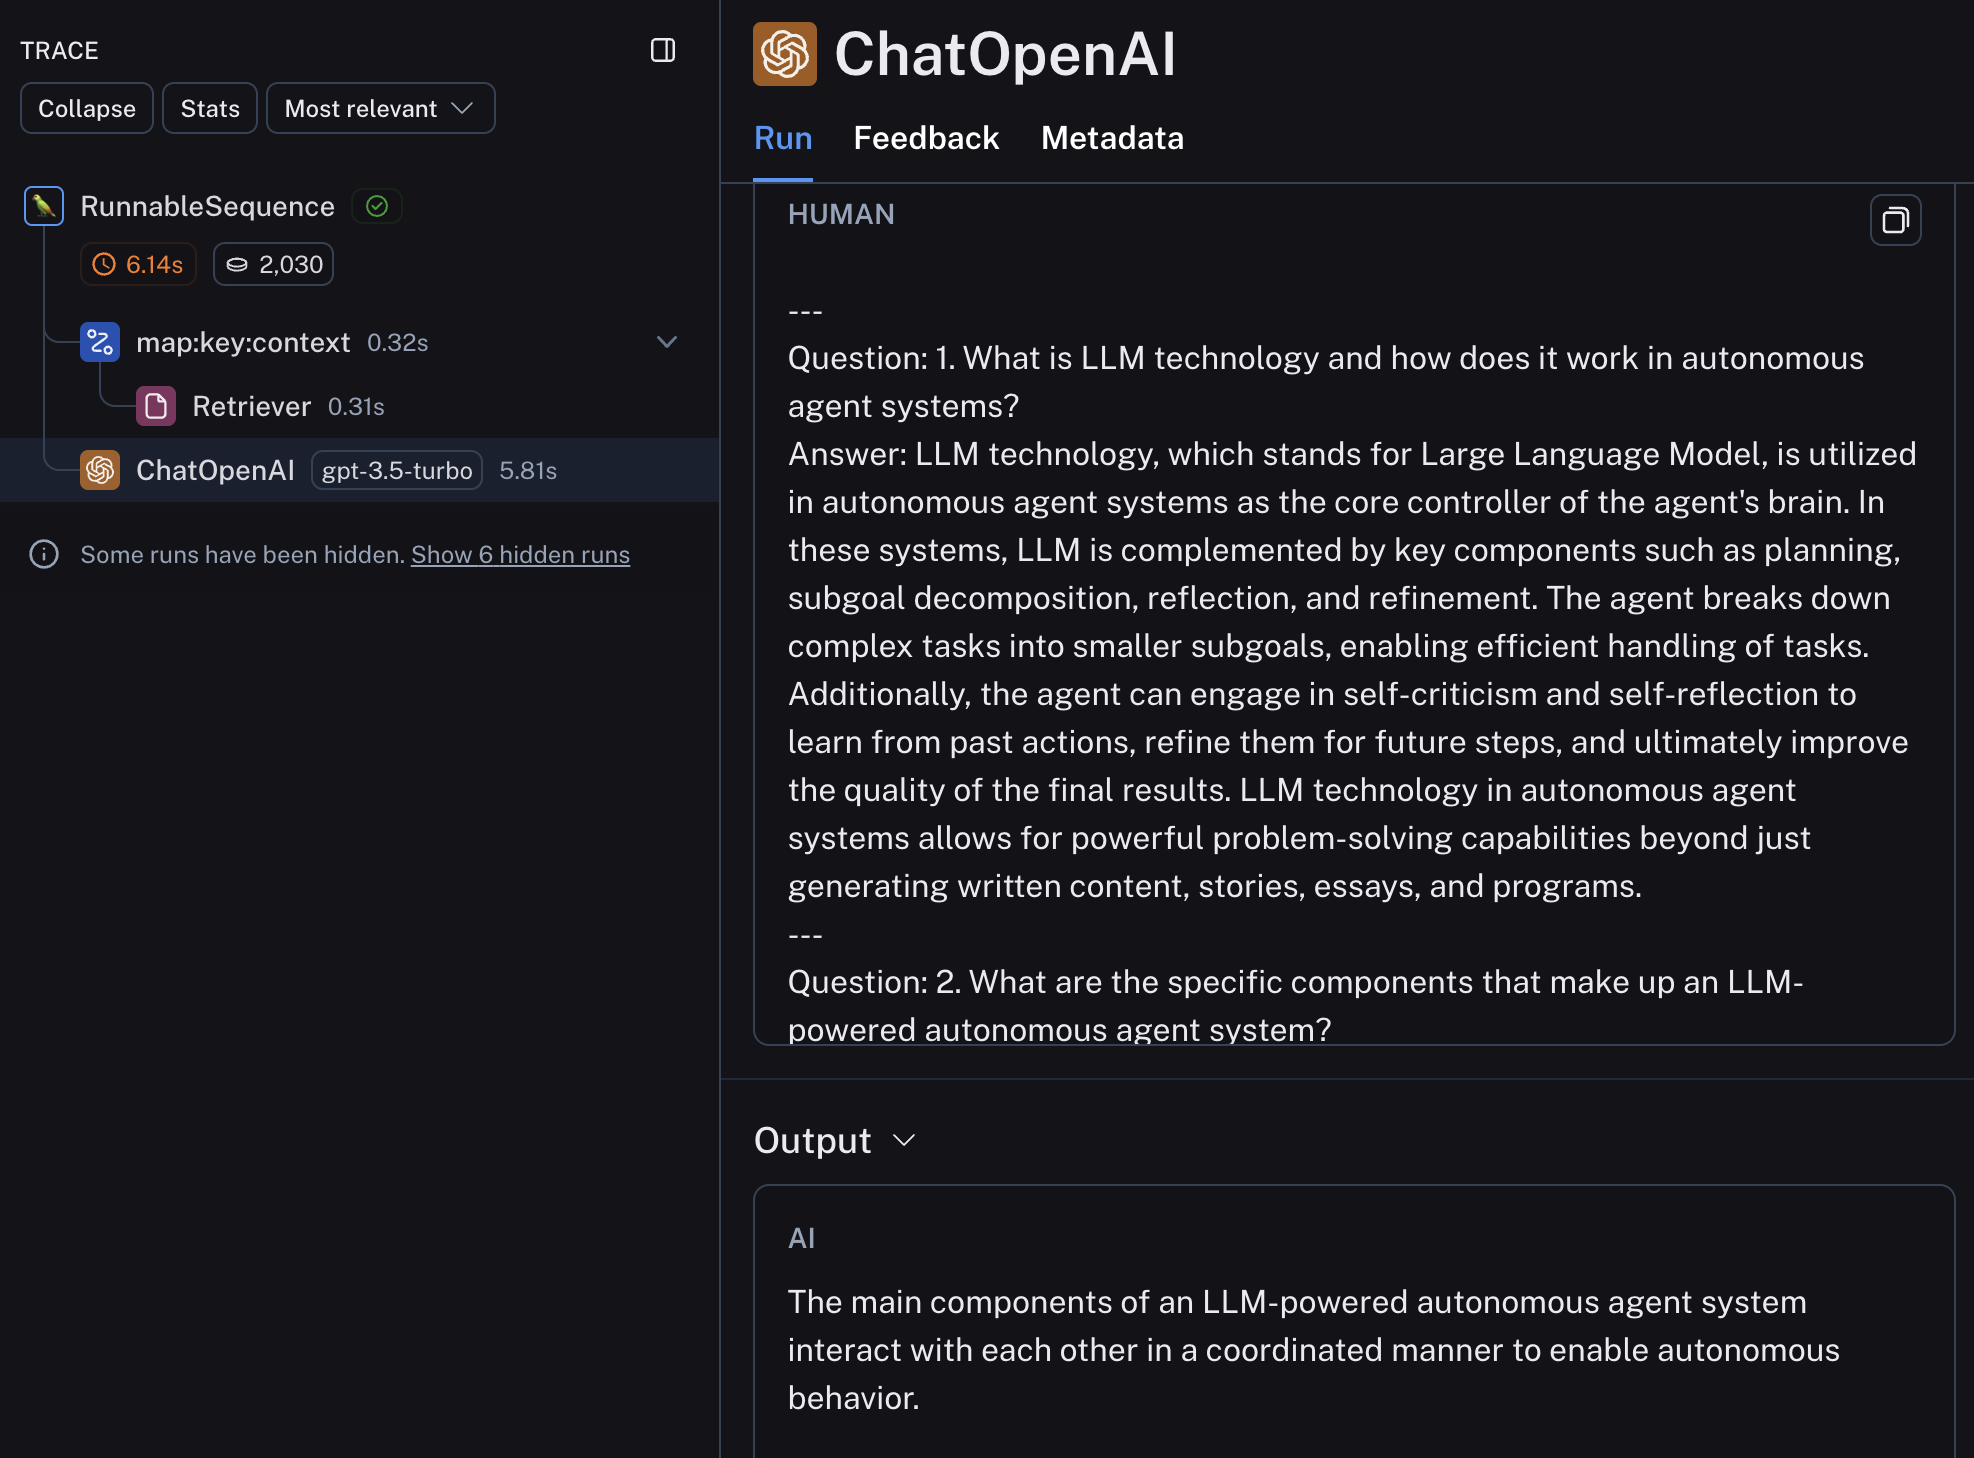 TRACE
Collapse
Stats
Most relevant
RunnableSequence
6.14s
2,030
map:key:context 0.32s
Retriever 0.31s
ChatOpenAI gpt-3.5-turbo 5.81s
Some runs have been hidden. Show 6 hidden runs
ChatOpenAI
Run
Feedback
Metadata
HUMAN
---
Question: 1. What is LLM technology and how does it work in autonomous
agent systems?
Answer: LLM technology, which stands for Large Language Model, is utilized
in autonomous agent systems as the core controller of the agent's brain. In
these systems, LLM is complemented by key components such as planning,
subgoal decomposition, reflection, and refinement. The agent breaks down
complex tasks into smaller subgoals, enabling efficient handling of tasks.
Additionally, the agent can engage in self-criticism and self-reflection to
learn from past actions, refine them for future steps, and ultimately improve
the quality of the final results. LLM technology in autonomous agent
systems allows for powerful problem-solving capabilities beyond just
generating written content, stories, essays, and programs.
---
Question: 2. What are the specific components that make up an LLM-
powered autonomous agent system?
Output
AI
The main components of an LLM-powered autonomous agent system
interact with each other in a coordinated manner to enable autonomous
behavior.